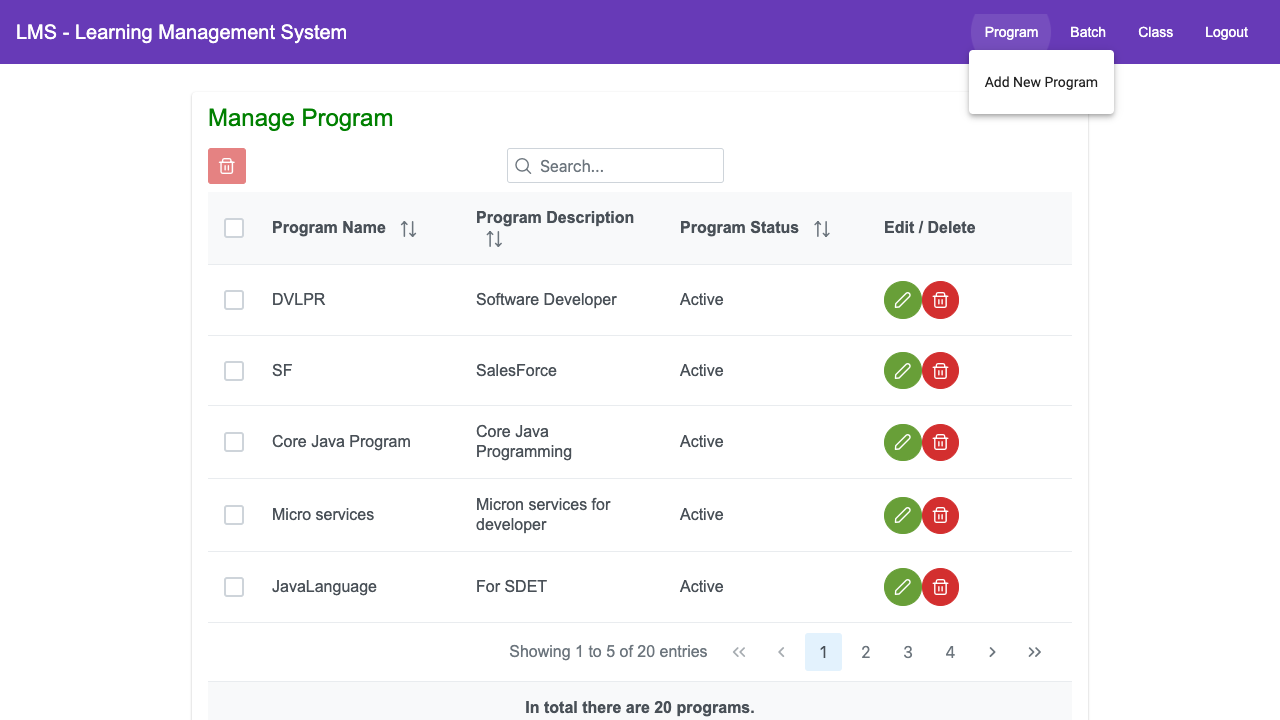 LMS - Learning Management System
Program
Batch
Class
Logout
Add New Program
Manage Program
Search...
Program Name
Program Description
Program Status
Edit / Delete
DVLPR
Software Developer
Active
SF
SalesForce
Active
Core Java Program
Core Java
Programming
Active
Micro services
Micron services for
developer
Active
JavaLanguage
For SDET
Active
Showing 1 to 5 of 20 entries
1
2
3
4
In total there are 20 programs.